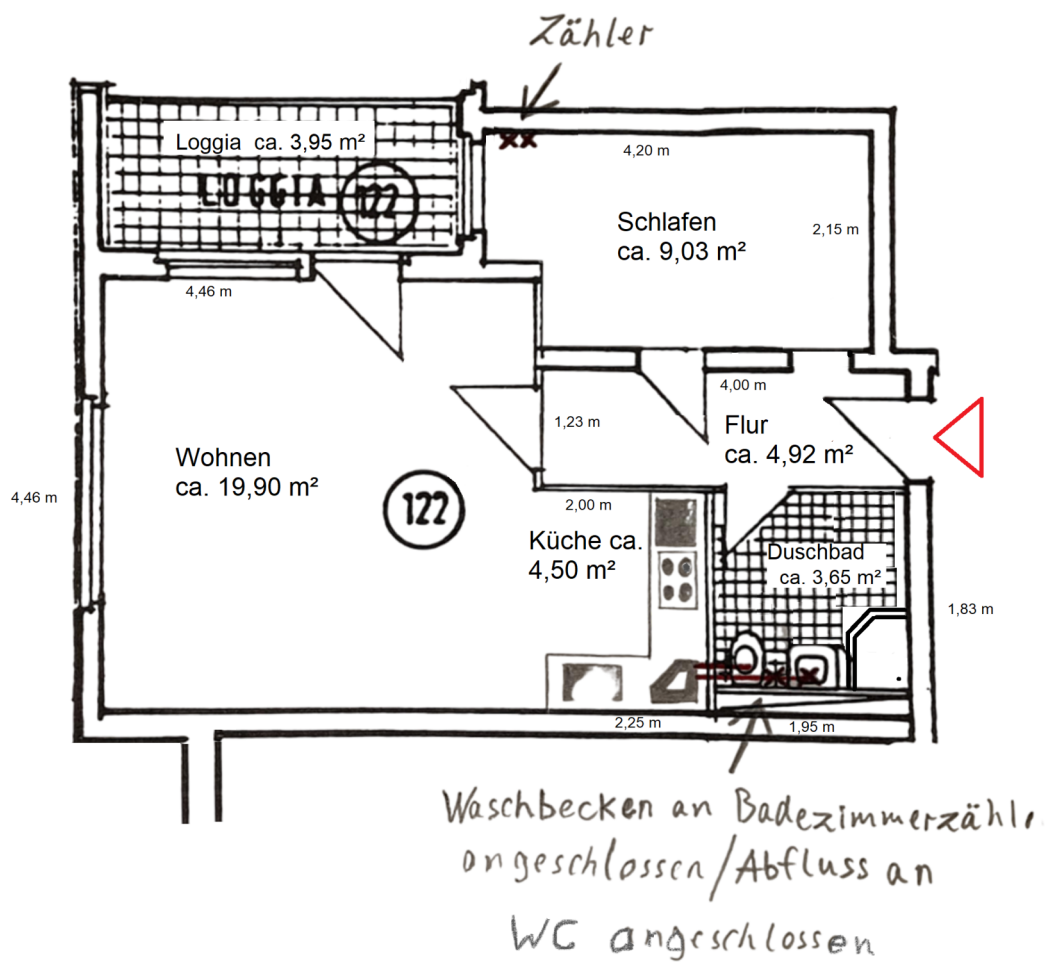 Zähler
Loggia ca. 3,95 m²
LOGGIA
122
4,20 m
Schlafen
ca. 9,03 m²
2,15 m
4,46 m
4,00 m
1,23 m
Flur
ca. 4,92 m²
Wohnen
ca. 19,90 m²
4,46 m
122
2,00 m
Küche ca.
4,50 m²
Duschbad
ca. 3,65 m²
1,83 m
2,25 m
1,95 m
Waschbecken an Badezimmerzähle
angeschlossen/Abfluss an
WC angeschlossen